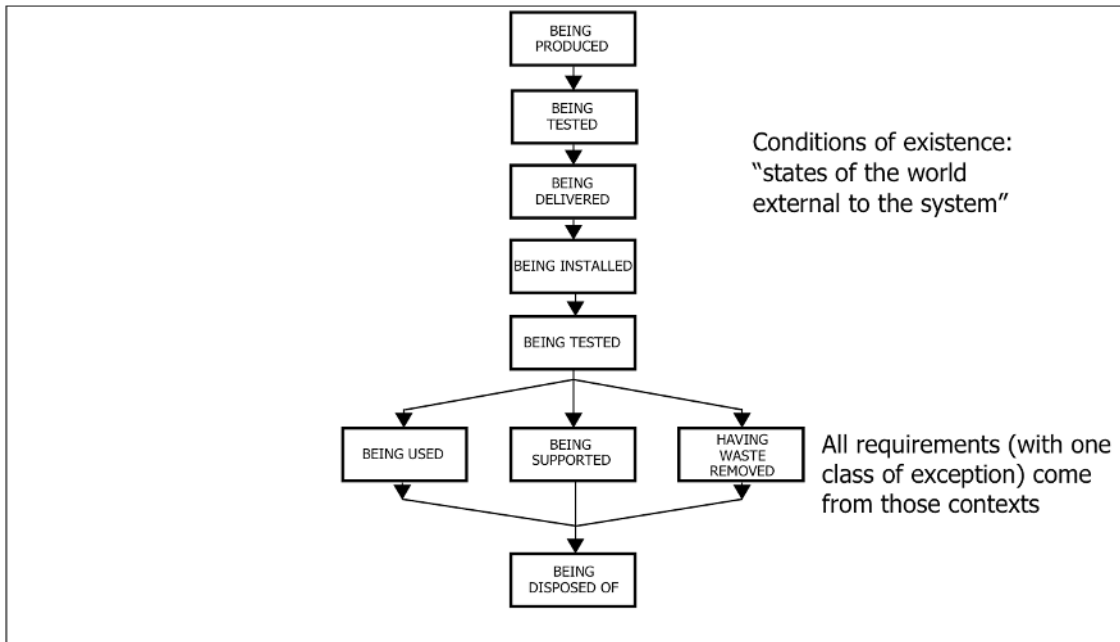 BEING
PRODUCED
BEING
TESTED
BEING
DELIVERED
BEING INSTALLED
BEING TESTED
BEING USED
BEING
SUPPORTED
HAVING
WASTE
REMOVED
BEING
DISPOSED OF
Conditions of existence:
“states of the world
external to the system”
All requirements (with one
class of exception) come
from those contexts